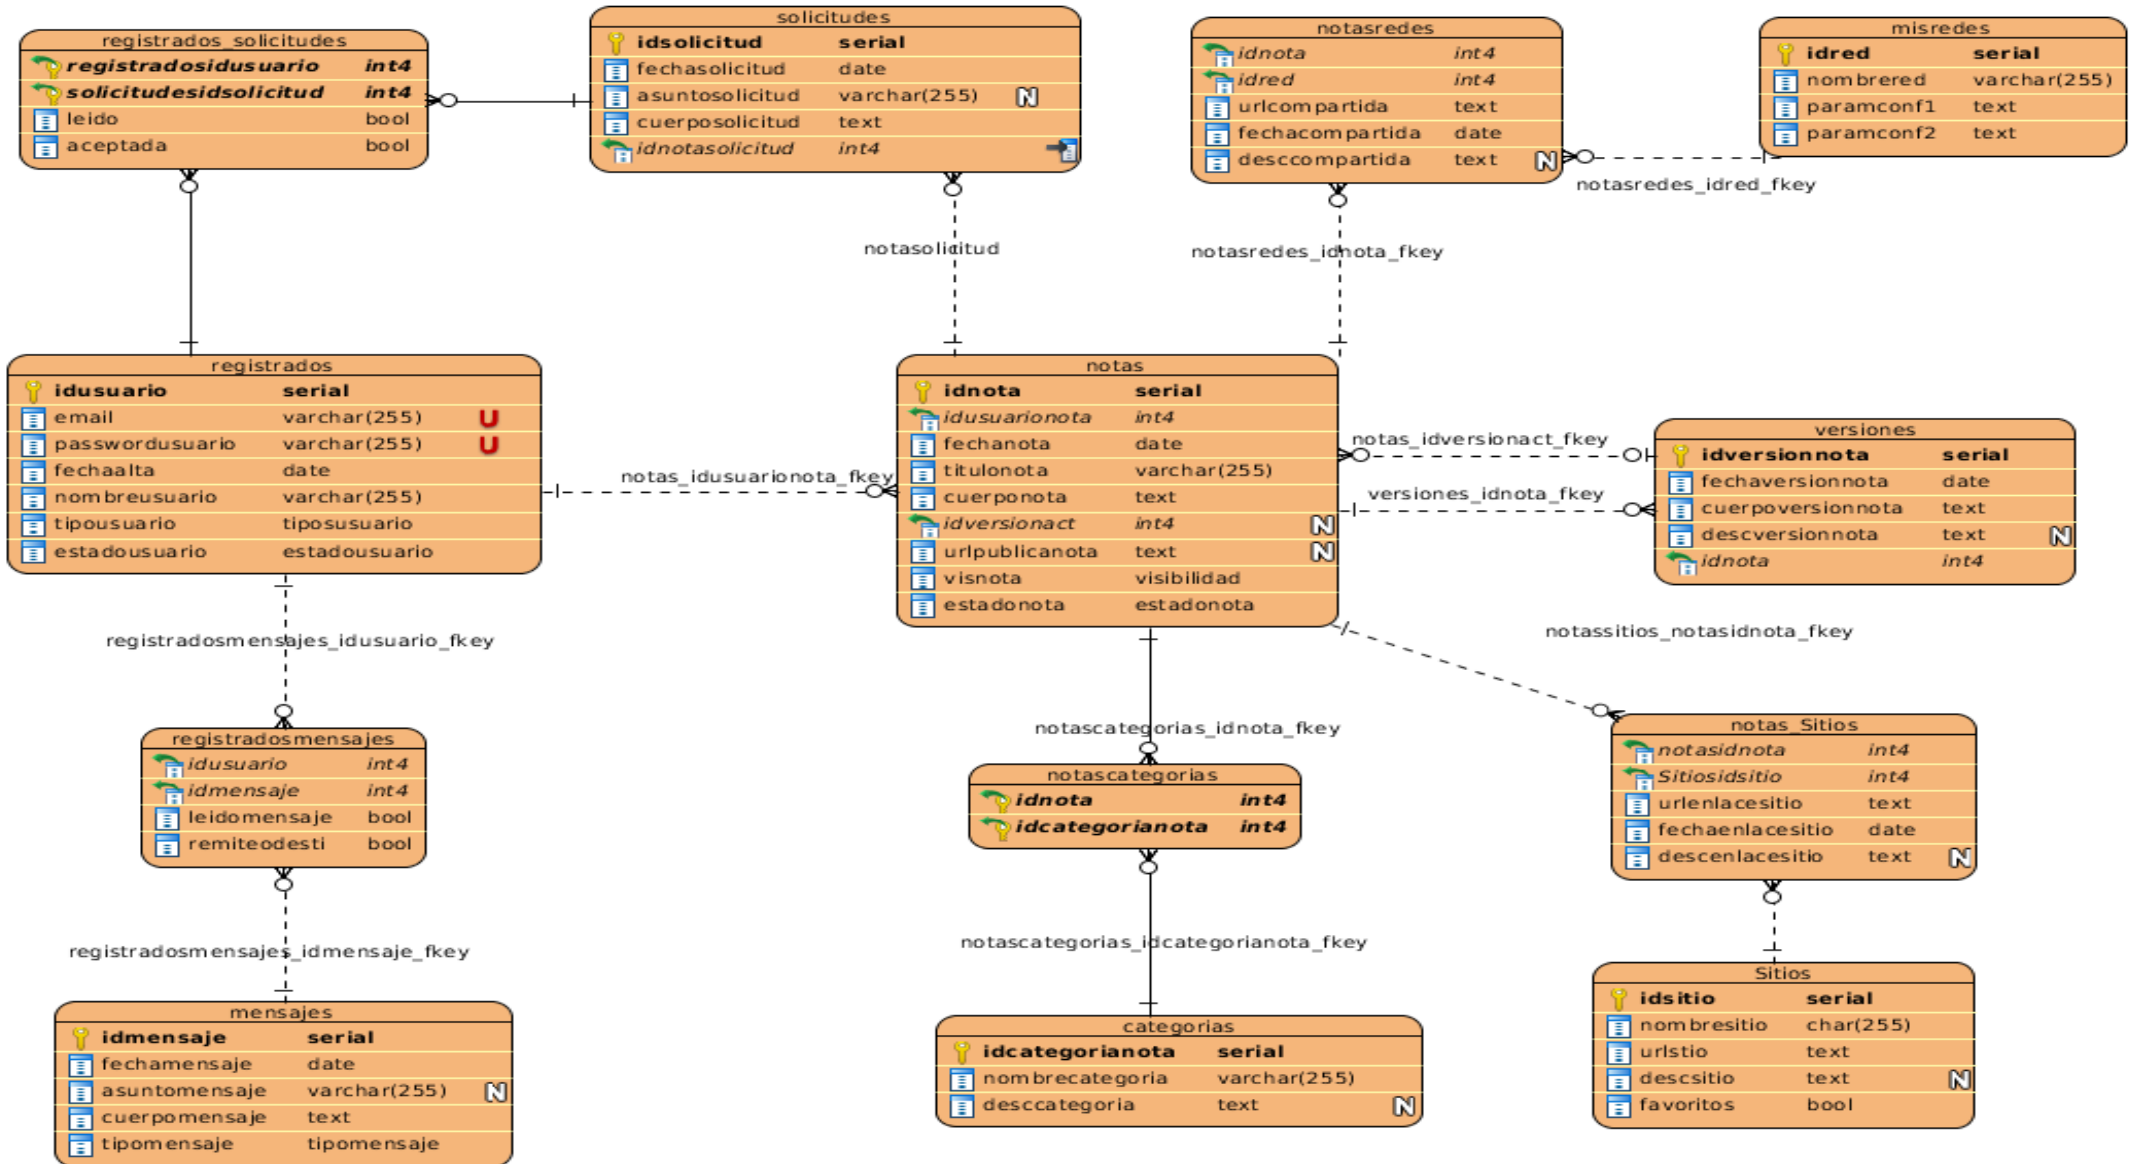 registrados_solicitudes
registradosidusuario int4
solicitudesidsolicitud int4
leido bool
aceptada bool
solicitudes
idsolicitud serial
fechasolicitud date
asuntosolicitud varchar(255) N
cuerposolicitud text
idnotasolicitud int4
notasredes
idnota int4
idred int4
urlcompartida text
fechacompartida date
desccompartida text N
misredes
idred serial
nombrered varchar(255)
paramconf1 text
paramconf2 text
notasredes_idred_fkey
notasolicitud
notasredes_idnota_fkey
registrados
idusuario serial
email varchar(255) U
passwordusuario varchar(255) U
fechaalta date
nombreusuario varchar(255)
tipousuario tiposusuario
estadousuario estadousuario
notas_idusuarionota_fkey
notas
idnota serial
idusuarionota int4
fechanota date
titulonota varchar(255)
cuerponota text
idversionact int4 N
urlpublicanota text N
visnota visibilidad
estadonota estadonota
notas_idversionact_fkey
versiones_idnota_fkey
versiones
idversionnota serial
fechaversionnota date
cuerpoversionnota text
descversionnota text N
idnota int4
registradosmensajes_idusuario_fkey
notassitios_notasidnota_fkey
registradosmensajes
idusuario int4
idmensaje int4
leidomensaje bool
remiteodesti bool
notascategorias_idnota_fkey
notascategorias
idnota int4
idcategorianota int4
notas_Sitios
notasidnota int4
Sitiosidsitio int4
urlenlacesitio text
fechaenlacesitio date
descenlacesitio text N
registradosmensajes_idmensaje_fkey
notascategorias_idcategorianota_fkey
mensajes
idmensaje serial
fechamensaje date
asuntomensaje varchar(255) N
cuerpomensaje text
tipomensaje tipomensaje
categorias
idcategorianota serial
nombrecategoria varchar(255)
desccategoria text N
Sitios
idsitio serial
nombresitio char(255)
urlstio text
descsitio text N
favoritos bool